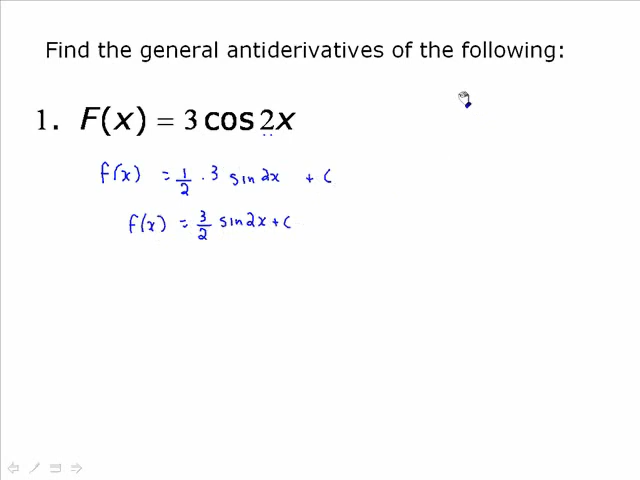 Find the general antiderivatives of the following:
1. F(x) = 3 cos 2x
f(x) = 1/2 · 3 sin 2x + C
f(x) = 3/2 sin 2x + C